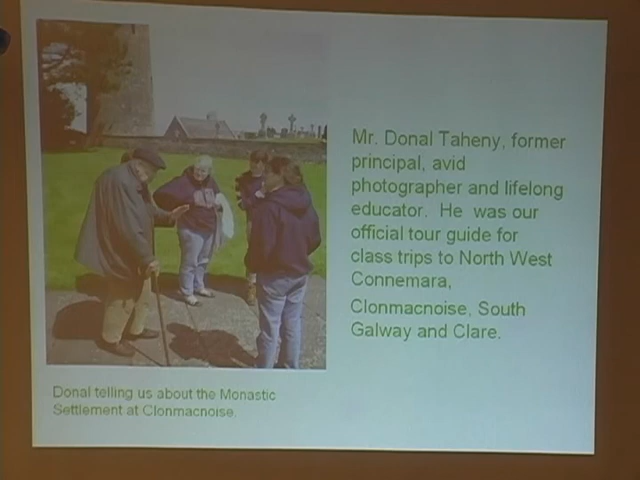 Mr. Donal Taheny, former
principal, avid
photographer and lifelong
educator. He was our
official tour guide for
class trips to North West
Connemara,
Clonmacnoise, South
Galway and Clare.
Donal telling us about the Monastic
Settlement at Clonmacnoise.